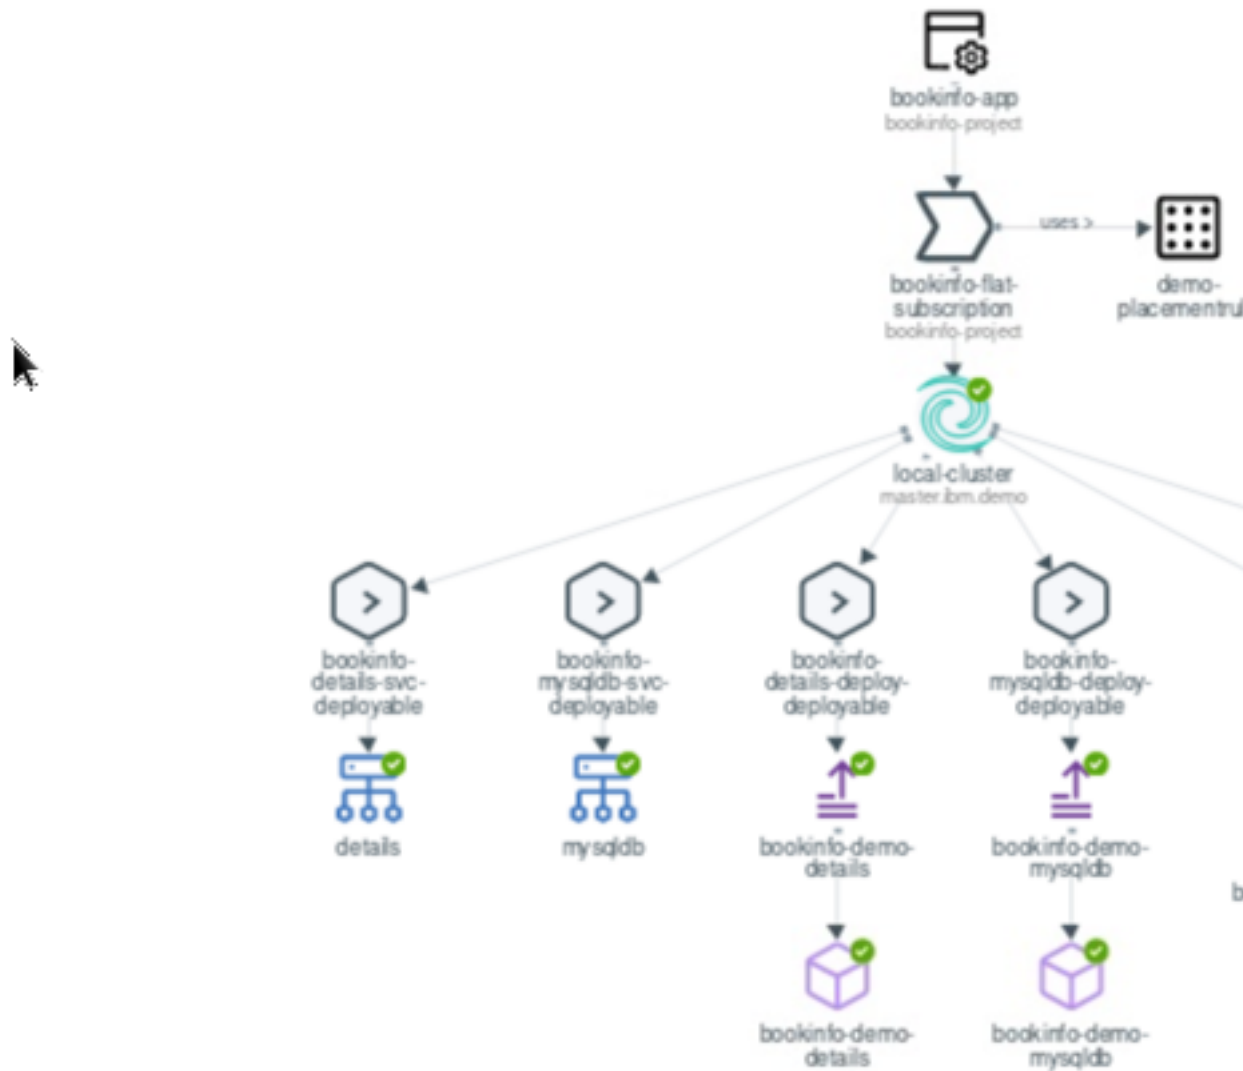 bookinfo-app
bookinfo-project
uses >
bookinfo-flat-
subscription
bookinfo-project
demo-
placementrul
local-cluster
master.ibm.demo
bookinfo-
details-svc-
deployable
bookinfo-
mysqldb-svc-
deployable
bookinfo-
details-deploy-
deployable
bookinfo-
mysqldb-deploy-
deployable
details
mysqldb
bookinfo-demo-
details
bookinfo-demo-
mysqldb
b
bookinfo-demo-
details
bookinfo-demo-
mysqldb